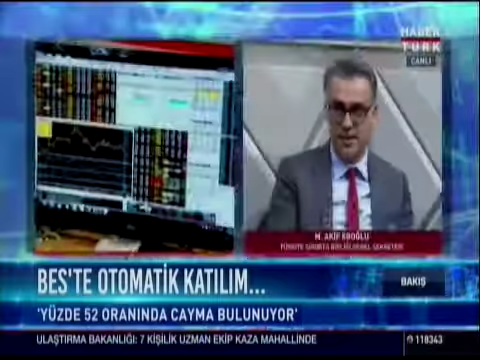 HABER
TÜRK
CANLI
M. AKİF EROĞLU
TÜRKİYE SİGORTA BİRLİĞİ GENEL SEKRETERİ
BES'TE OTOMATİK KATILIM...
BAKIŞ
'YÜZDE 52 ORANINDA CAYMA BULUNUYOR'
ULAŞTIRMA BAKANLIĞI: 7 KİŞİLİK UZMAN EKİP KAZA MAHALLİNDE
118343